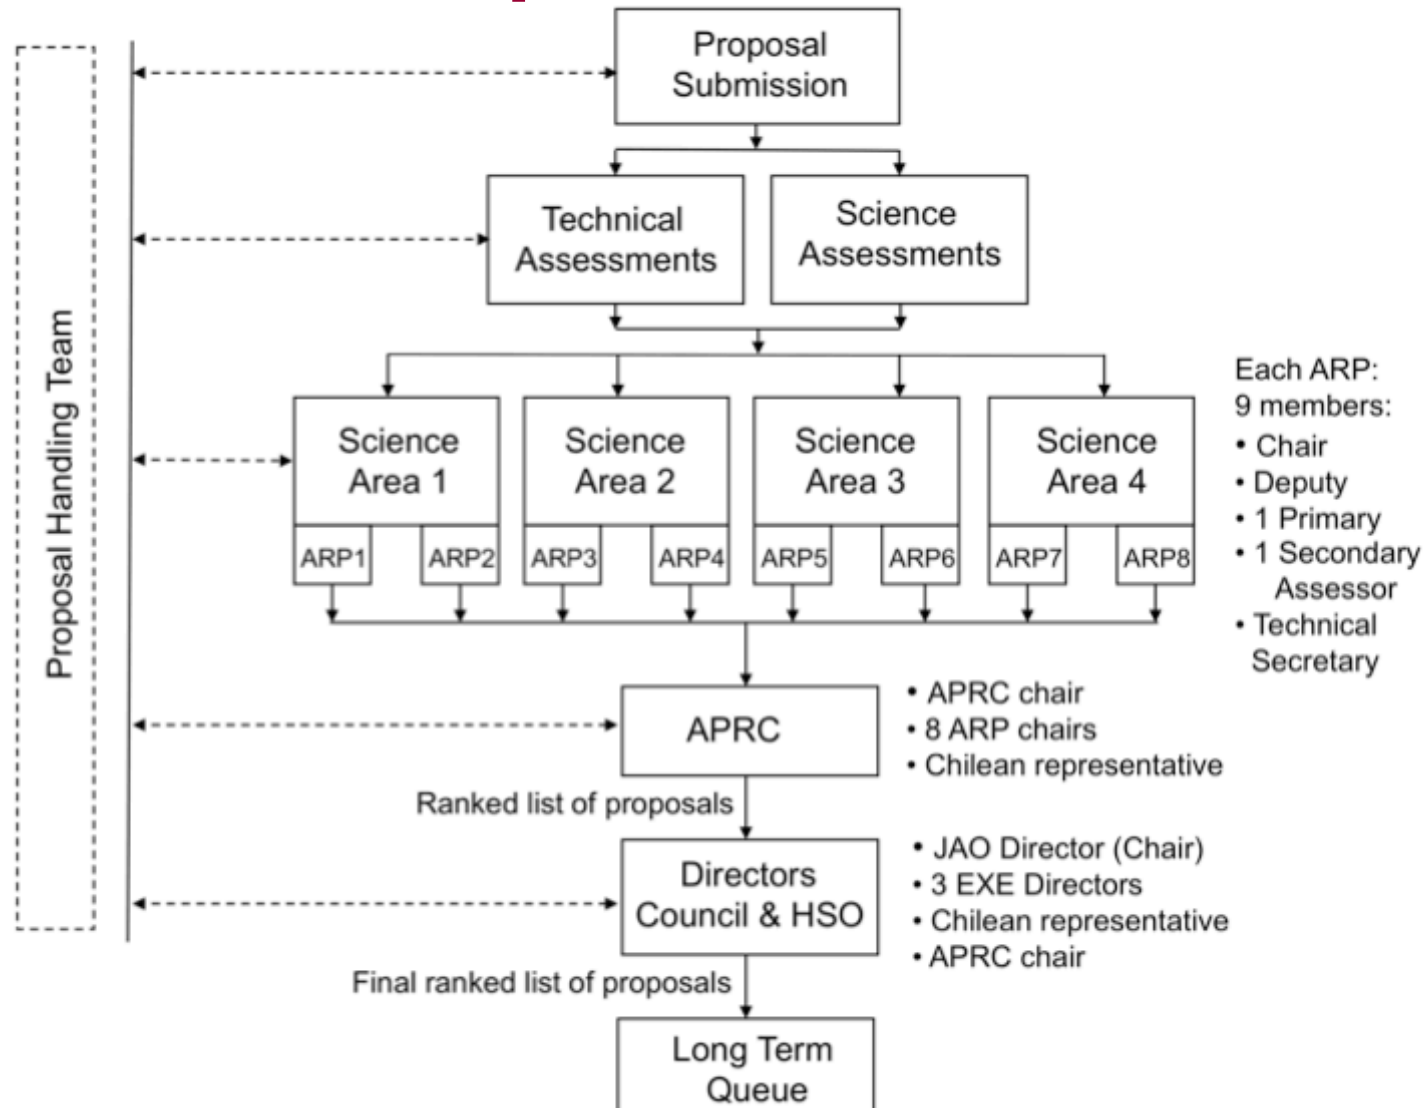 Proposal
Submission
Technical
Assessments
Science
Assessments
Proposal Handling Team
Science
Area 1
Science
Area 2
Science
Area 3
Science
Area 4
ARP1
ARP2
ARP3
ARP4
ARP5
ARP6
ARP7
ARP8
Each ARP:
9 members:
• Chair
• Deputy
• 1 Primary
• 1 Secondary
Assessor
• Technical
Secretary
APRC
• APRC chair
• 8 ARP chairs
• Chilean representative
Ranked list of proposals
Directors
Council & HSO
• JAO Director (Chair)
• 3 EXE Directors
• Chilean representative
• APRC chair
Final ranked list of proposals
Long Term
Queue